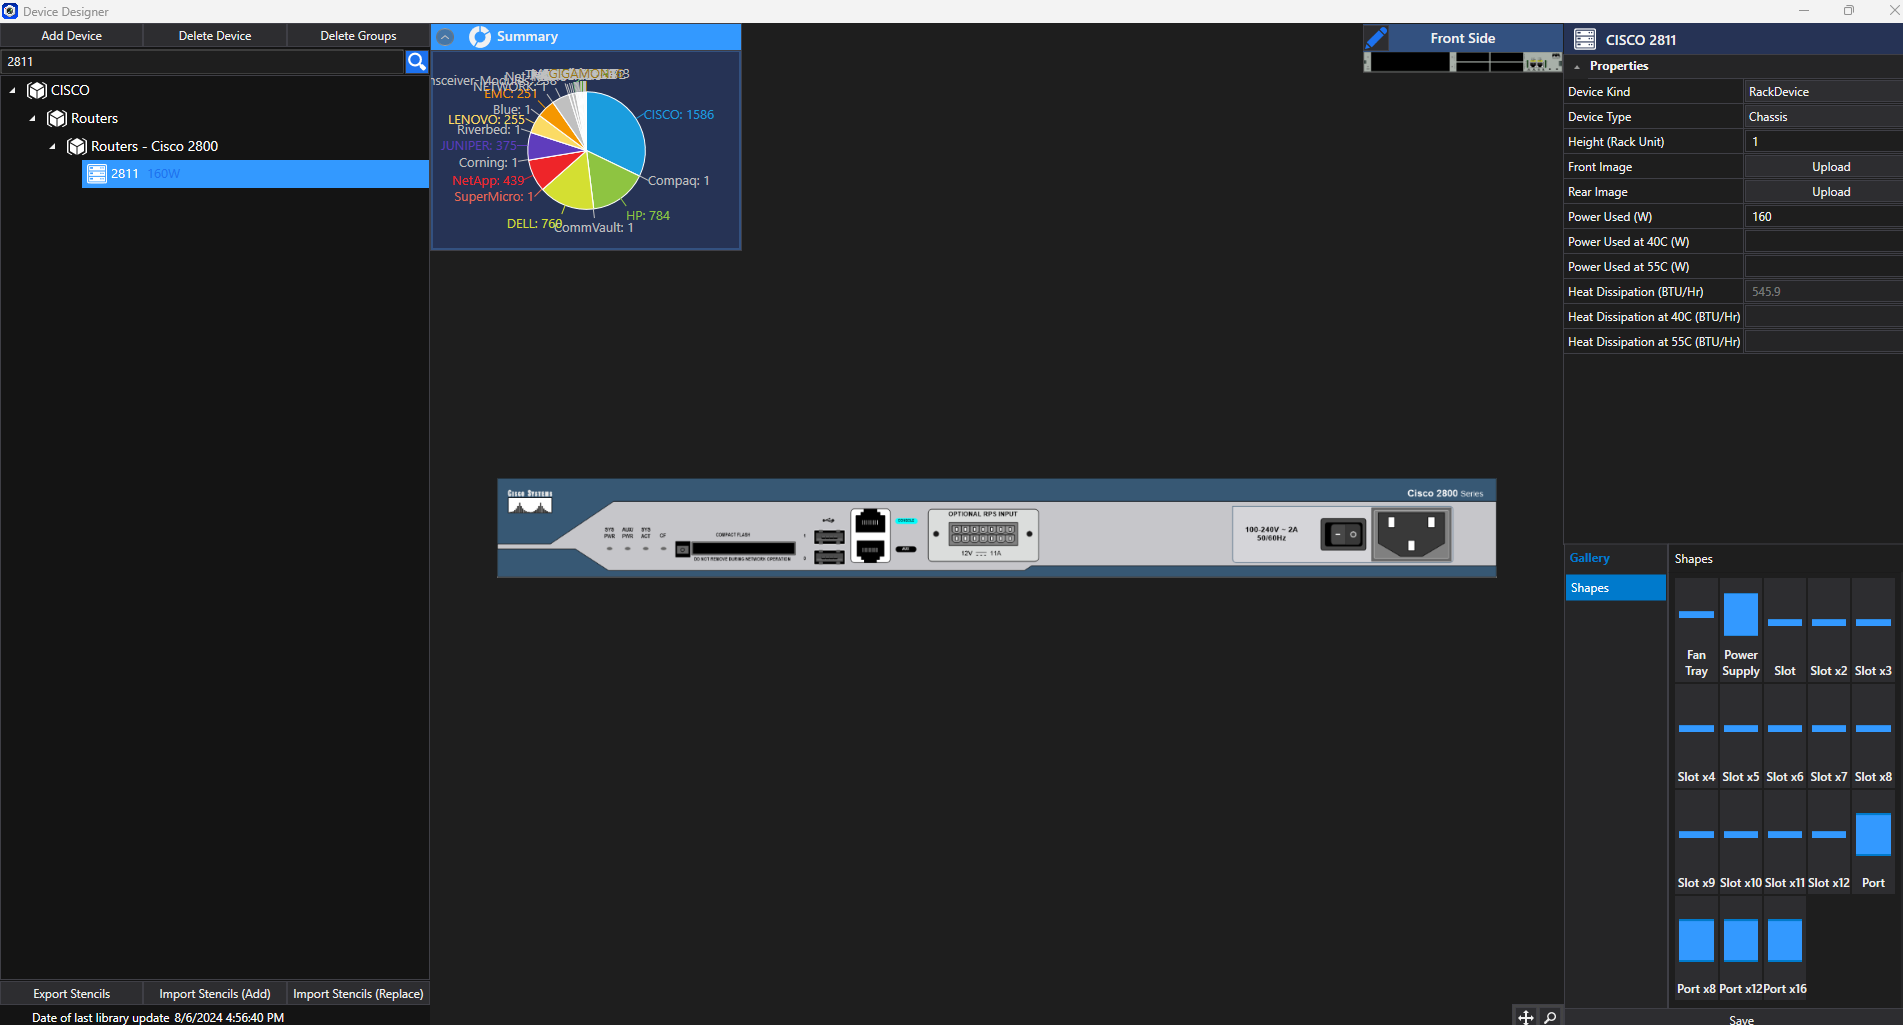 Device Designer
Add Device
Delete Device
Delete Groups
2811
CISCO
Routers
Routers - Cisco 2800
2811 160W
Export Stencils
Import Stencils (Add)
Import Stencils (Replace)
Date of last library update 8/6/2024 4:56:40 PM
Summary
NETWORK: 1
EMC: 251
Blue: 1
LENOVO: 255
Riverbed: 1
JUNIPER: 375
Corning: 1
NetApp: 439
SuperMicro: 1
DELL: 760
CommVault: 1
HP: 784
Compaq: 1
CISCO: 1586
Front Side
CISCO SYSTEMS
Cisco 2800 Series
SYS PWR
AUX/ PWR
SYS ACT
CF
COMPACT FLASH
DO NOT REMOVE DURING NETWORK OPERATION
1
0
CONSOLE
AUX
OPTIONAL RPS INPUT
12V 11A
100-240V ~ 2A
50/60Hz
CISCO 2811
Properties
Device Kind RackDevice
Device Type Chassis
Height (Rack Unit) 1
Front Image Upload
Rear Image Upload
Power Used (W) 160
Power Used at 40C (W)
Power Used at 55C (W)
Heat Dissipation (BTU/Hr) 545.9
Heat Dissipation at 40C (BTU/Hr)
Heat Dissipation at 55C (BTU/Hr)
Gallery
Shapes
Shapes
Fan Tray
Power Supply
Slot
Slot x2
Slot x3
Slot x4
Slot x5
Slot x6
Slot x7
Slot x8
Slot x9
Slot x10
Slot x11
Slot x12
Port
Port x8
Port x12
Port x16
Save